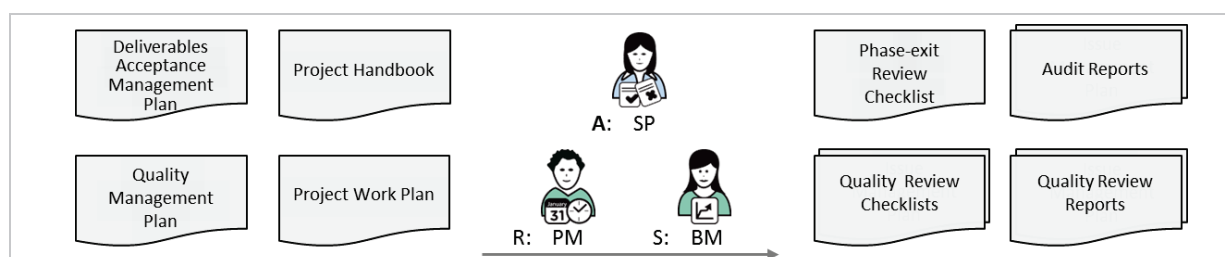 Deliverables
Acceptance
Management
Plan
Project Handbook
A: SP
Phase-exit
Review
Checklist
Audit Reports
Quality
Management
Plan
Project Work Plan
January
31
R: PM
S: BM
Quality Review
Checklists
Quality Review
Reports